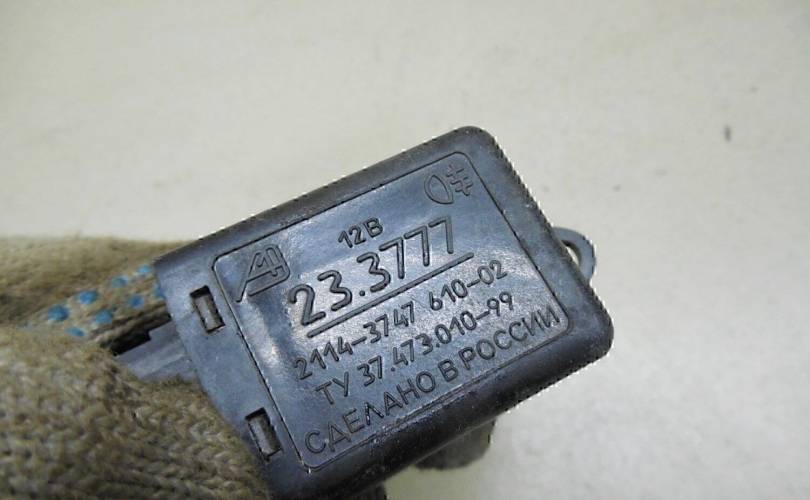 12В
23.3777
2114-3747 610-02
ТУ 37.473.010-99
СДЕЛАНО В РОССИИ